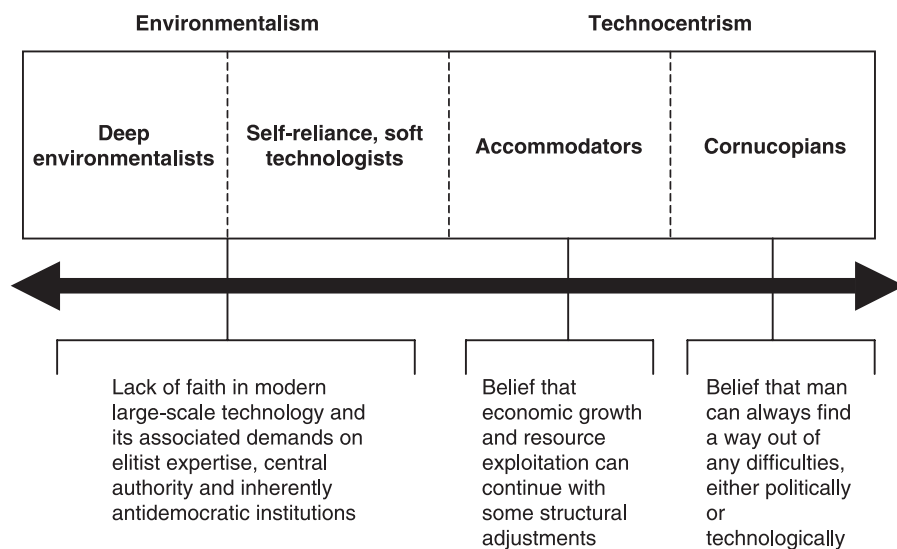 Environmentalism
Technocentrism
Deep
environmentalists
Self-reliance, soft
technologists
Accommodators
Cornucopians
Lack of faith in modern
large-scale technology and
its associated demands on
elitist expertise, central
authority and inherently
antidemocratic institutions
Belief that
economic growth
and resource
exploitation can
continue with
some structural
adjustments
Belief that man
can always find
a way out of
any difficulties,
either politically
or
technologically